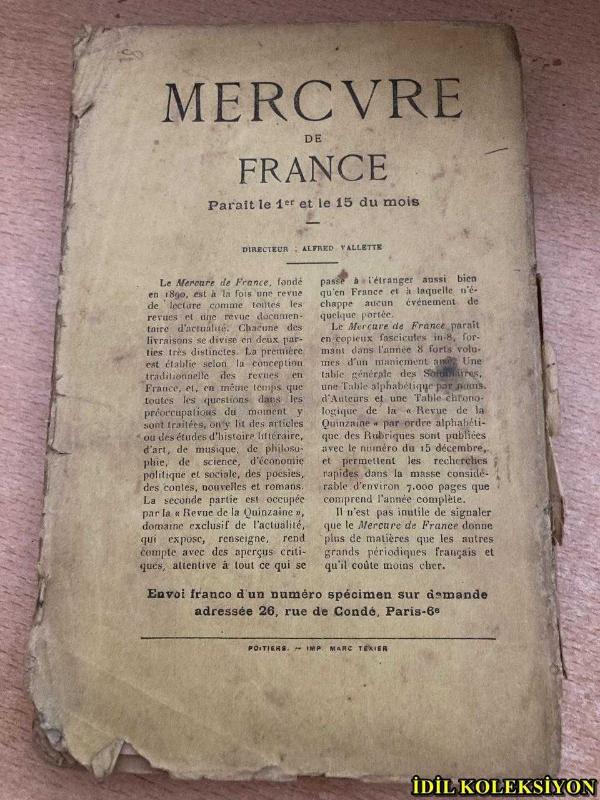 MERCVRE
DE
FRANCE
Paraît le 1er et le 15 du mois
DIRECTEUR : ALFRED VALLETTE
Le Mercure de France, fondé
en 1890, est à la fois une revue
de lecture comme toutes les
revues et une revue documen-
taire d'actualité. Chacune des
livraisons se divise en deux par-
ties très distinctes. La première
est établie selon la conception
traditionnelle des revues en
France, et, en même temps que
toutes les questions dans les
préoccupations du moment y
sont traitées, on y lit des articles
ou des études d'histoire littéraire,
d'art, de musique, de philoso-
phie, de science, d'économie
politique et sociale, des poésies,
des contes, nouvelles et romans.
La seconde partie est occupée
par la « Revue de la Quinzaine »,
domaine exclusif de l'actualité,
qui expose, renseigne, rend
compte avec des aperçus criti-
ques, attentive à tout ce qui se
passe à l'étranger aussi bien
qu'en France et à laquelle n'é-
chappe aucun événement de
quelque portée.
Le Mercure de France paraît
en copieux fascicules in-8, for-
mant dans l'année 8 forts volu-
mes d'un maniement aisé. Une
table générale des Sommaires,
une Table alphabétique par noms
d'Auteurs et une Table chrono-
logique de la « Revue de la
Quinzaine » par ordre alphabéti-
que des Rubriques sont publiées
avec le numéro du 15 décembre,
et permettent les recherches
rapides dans la masse considé-
rable d'environ 7.000 pages que
comprend l'année complète.
Il n'est pas inutile de signaler
que le Mercure de France donne
plus de matières que les autres
grands périodiques français et
qu'il coûte moins cher.
Envoi franco d'un numéro spécimen sur demande
adressée 26, rue de Condé, Paris-6e
POITIERS. — IMP. MARC TEXIER
İDİL KOLEKSİYON